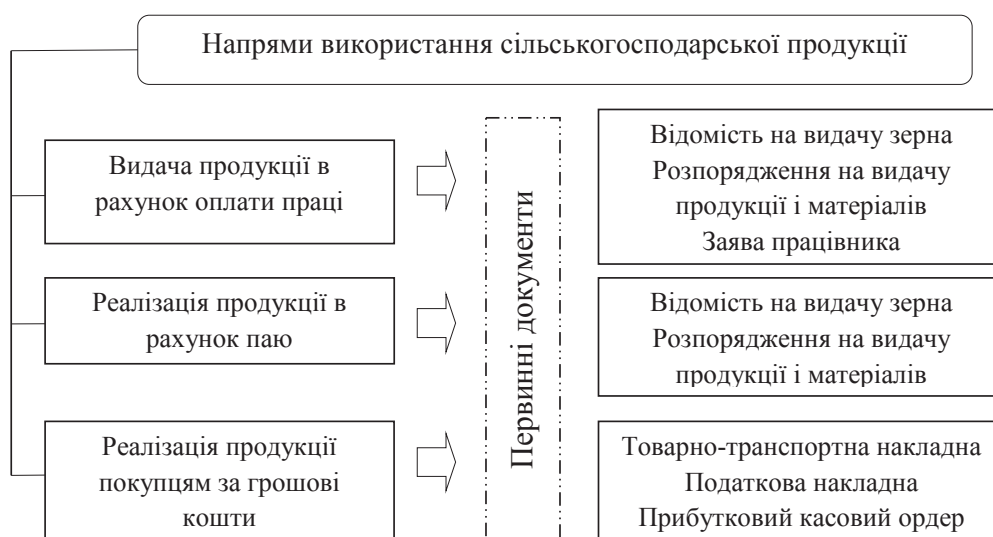 Напрями використання сільськогосподарської продукції
Видача продукції в
рахунок оплати праці
Відомість на видачу зерна
Розпорядження на видачу
продукції і матеріалів
Заява працівника
Первинні документи
Реалізація продукції в
рахунок паю
Відомість на видачу зерна
Розпорядження на видачу
продукції і матеріалів
Реалізація продукції
покупцям за грошові
кошти
Товарно-транспортна накладна
Податкова накладна
Прибутковий касовий ордер